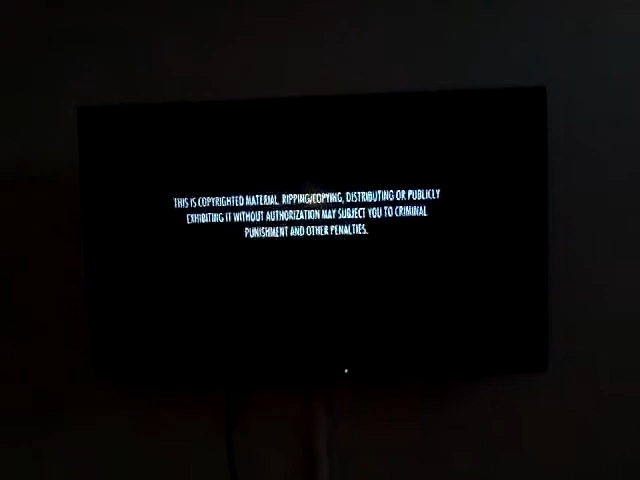 THIS IS COPYRIGHTED MATERIAL. RIPPING/COPYING, DISTRIBUTING OR PUBLICLY
EXHIBITING IT WITHOUT AUTHORIZATION MAY SUBJECT YOU TO CRIMINAL
PUNISHMENT AND OTHER PENALTIES.